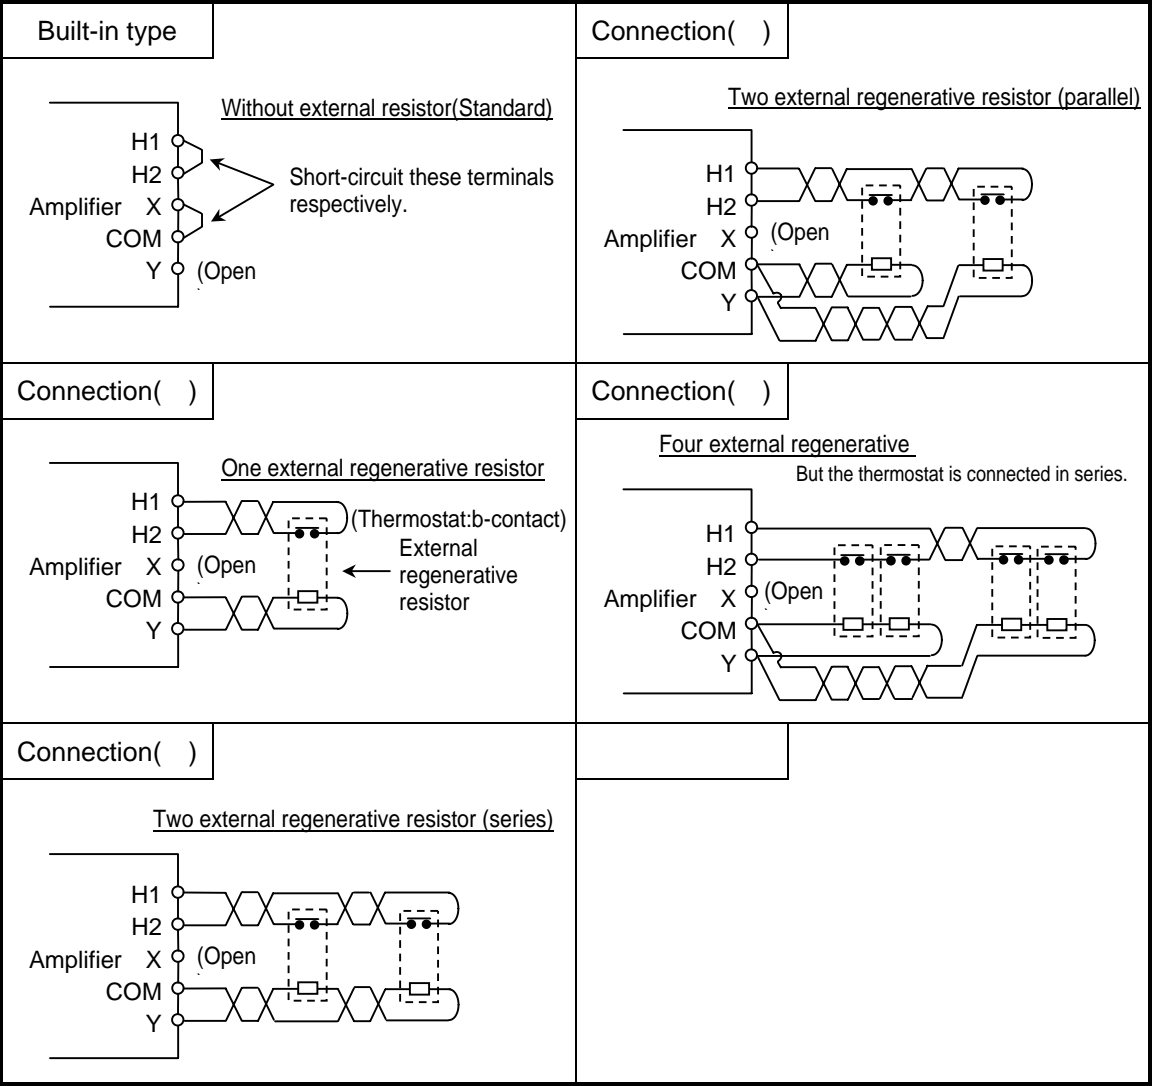 Built-in type
Without external resistor(Standard)
H1
H2
Amplifier X
COM
Y (Open
Short-circuit these terminals
respectively.
Connection( )
Two external regenerative resistor (parallel)
H1
H2
Amplifier X (Open
COM
Y
Connection( )
One external regenerative resistor
H1
H2
Amplifier X (Open
COM
Y
(Thermostat:b-contact)
External
regenerative
resistor
Connection( )
Four external regenerative
But the thermostat is connected in series.
H1
H2
Amplifier X (Open
COM
Y
Connection( )
Two external regenerative resistor (series)
H1
H2
Amplifier X (Open
COM
Y